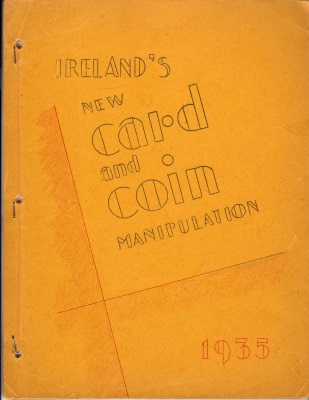 IRELAND'S
NEW
card
and
coin
MANIPULATION
1935